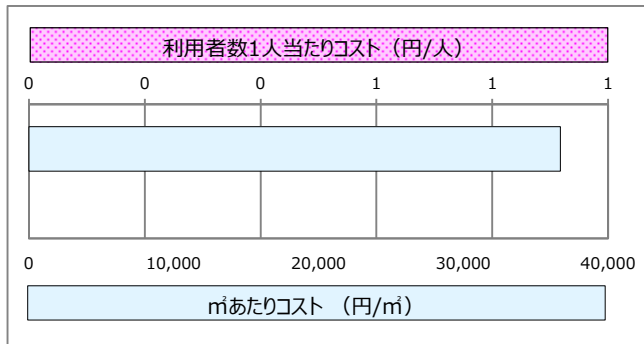 利用者数1人当たりコスト（円/人）
0 0 0 1 1 1
0 10,000 20,000 30,000 40,000
㎡あたりコスト （円/㎡）